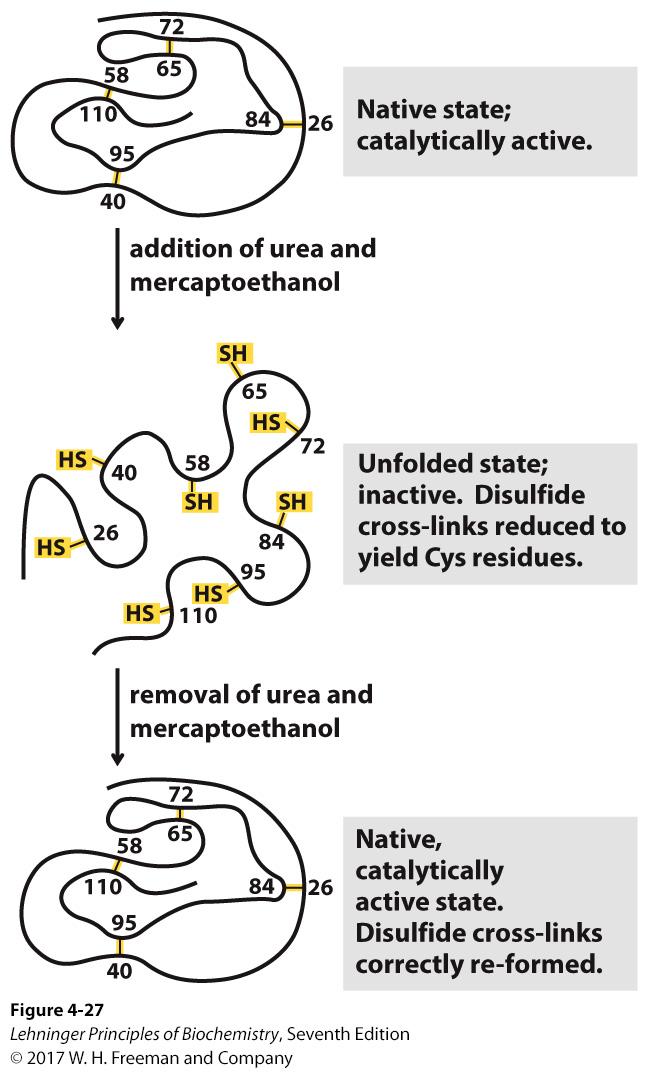 72
65
58
110
84
26
95
40
Native state;
catalytically active.
addition of urea and
mercaptoethanol
SH
65
HS
72
HS
40
58
SH
SH
84
HS
26
95
HS
HS
110
Unfolded state;
inactive. Disulfide
cross-links reduced to
yield Cys residues.
removal of urea and
mercaptoethanol
72
65
58
110
84
26
95
40
Native,
catalytically
active state.
Disulfide cross-links
correctly re-formed.
Figure 4-27
Lehninger Principles of Biochemistry, Seventh Edition
© 2017 W. H. Freeman and Company